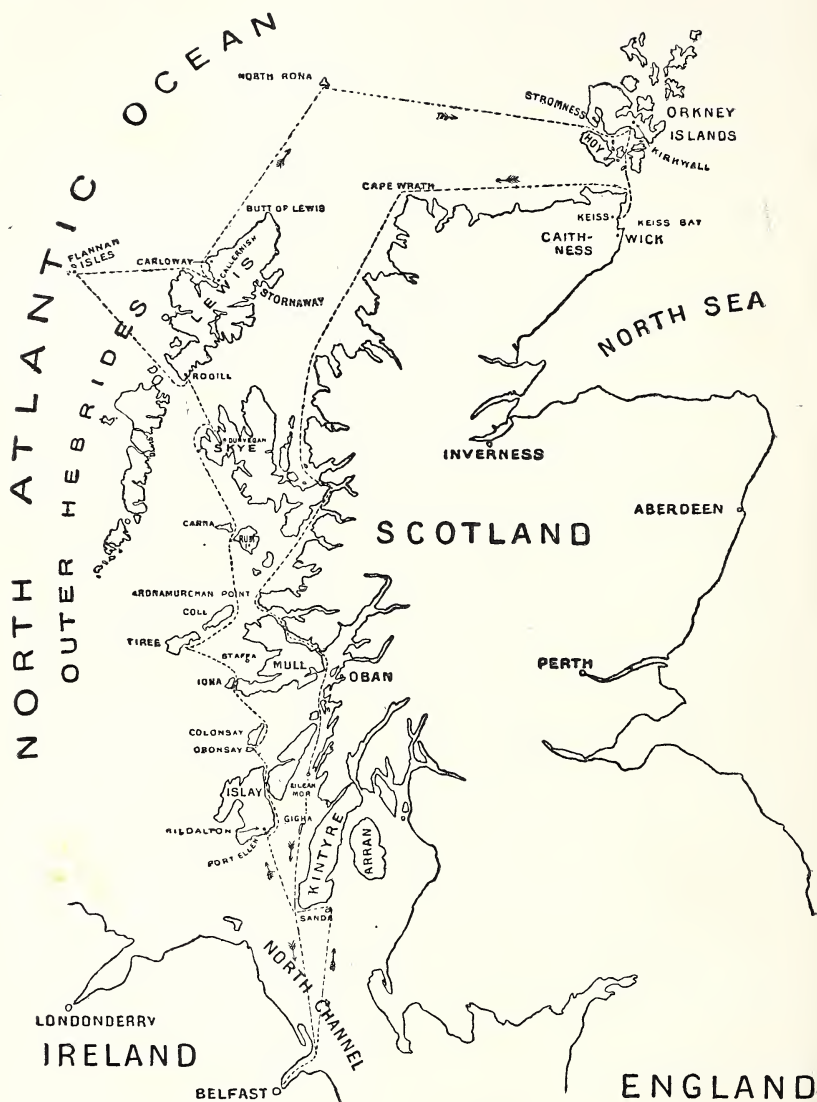 NORTH ATLANTIC OCEAN
OUTER HEBRIDES
NORTH RONA
STROMNESS
ORKNEY
ISLANDS
HOY
KIRKWALL
CAPE WRATH
BUTT OF LEWIS
KEISS
KEISS BAY
CAITH-
NESS
WICK
FLANNAN
ISLES
CARLOWAY
CALLERNISH
LEWIS
STORNAWAY
NORTH SEA
RODILL
DUNVEGAN
SKYE
INVERNESS
ABERDEEN
SCOTLAND
CANNA
RUM
ARDNAMURCHAN POINT
COLL
TIREE
STAFFA
MULL
OBAN
IONA
PERTH
COLONSAY
ORONSAY
ISLAY
EILEAN
MOR
GIGHA
KILDALTON
PORT ELLEN
KINTYRE
ARRAN
SANDA
NORTH CHANNEL
LONDONDERRY
IRELAND
BELFAST
ENGLAND